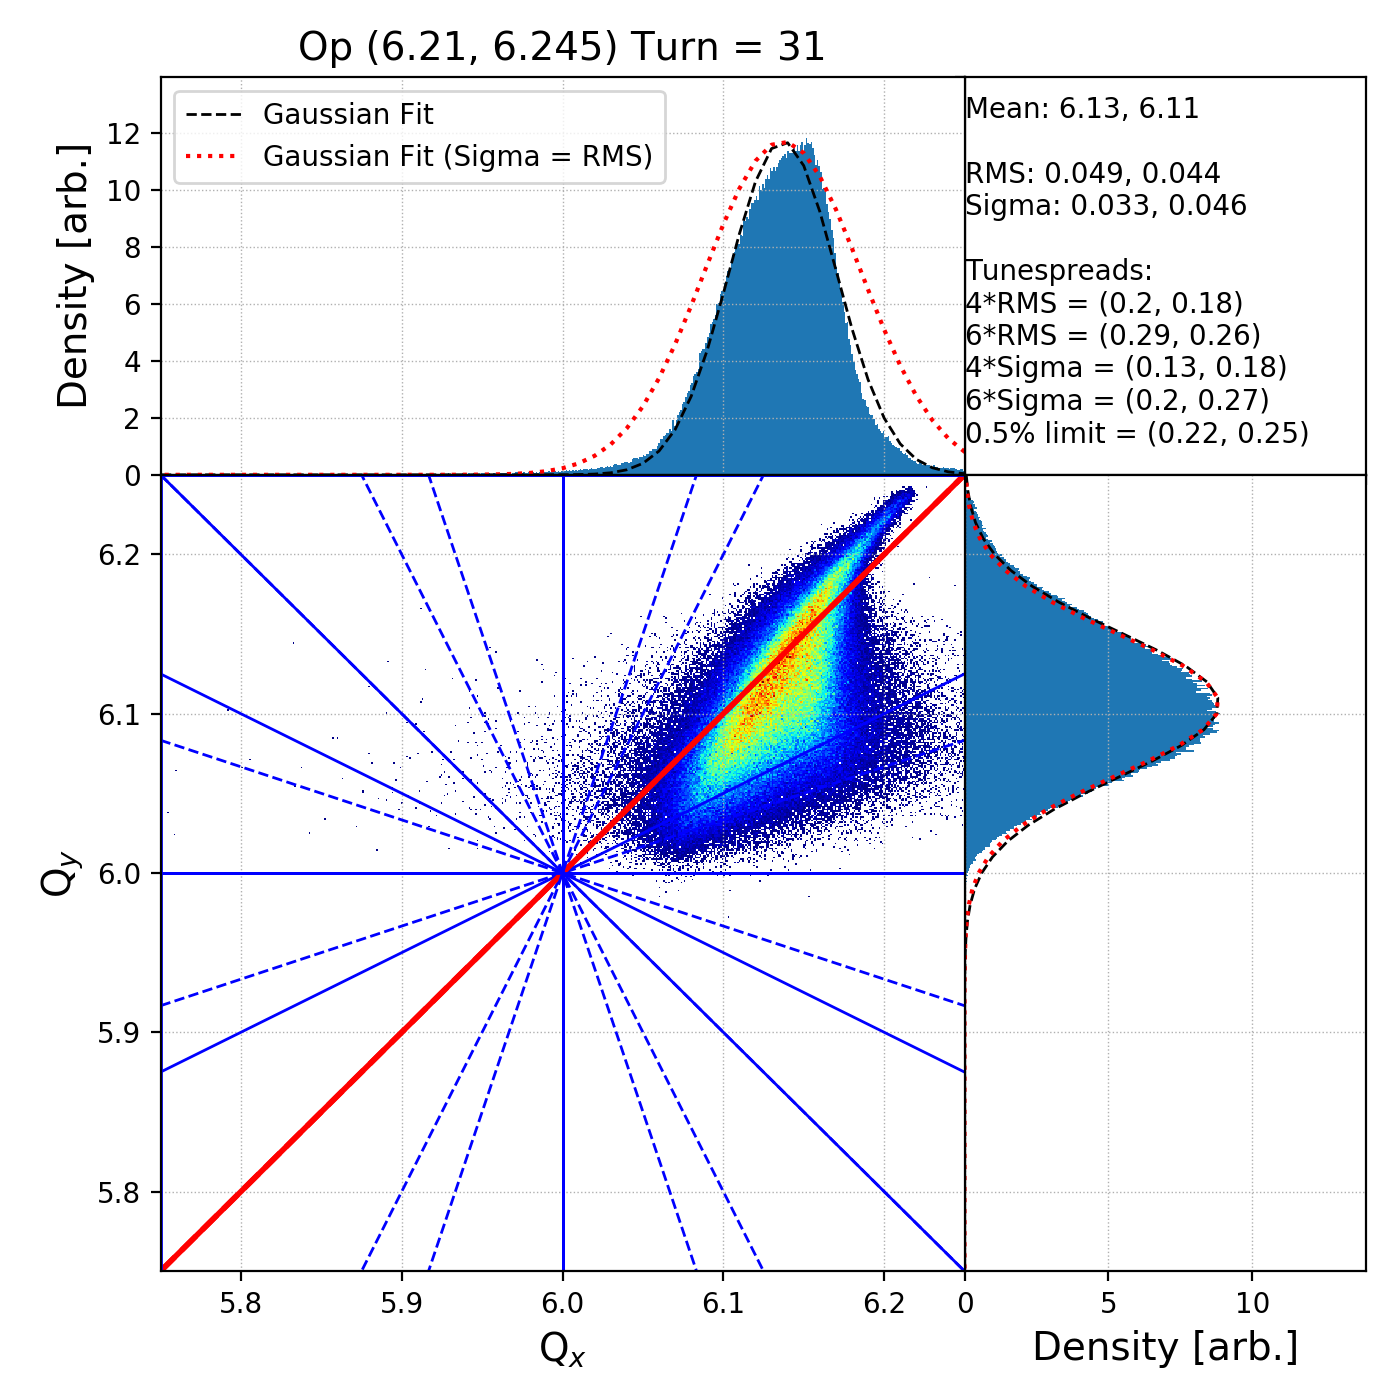 Op (6.21, 6.245) Turn = 31
Gaussian Fit
Gaussian Fit (Sigma = RMS)
Density [arb.]
12
10
8
6
4
2
0
Mean: 6.13, 6.11
RMS: 0.049, 0.044
Sigma: 0.033, 0.046
Tunespreads:
4*RMS = (0.2, 0.18)
6*RMS = (0.29, 0.26)
4*Sigma = (0.13, 0.18)
6*Sigma = (0.2, 0.27)
0.5% limit = (0.22, 0.25)
Qy
6.2
6.1
6.0
5.9
5.8
5.8 5.9 6.0 6.1 6.2
Qx
0 5 10
Density [arb.]